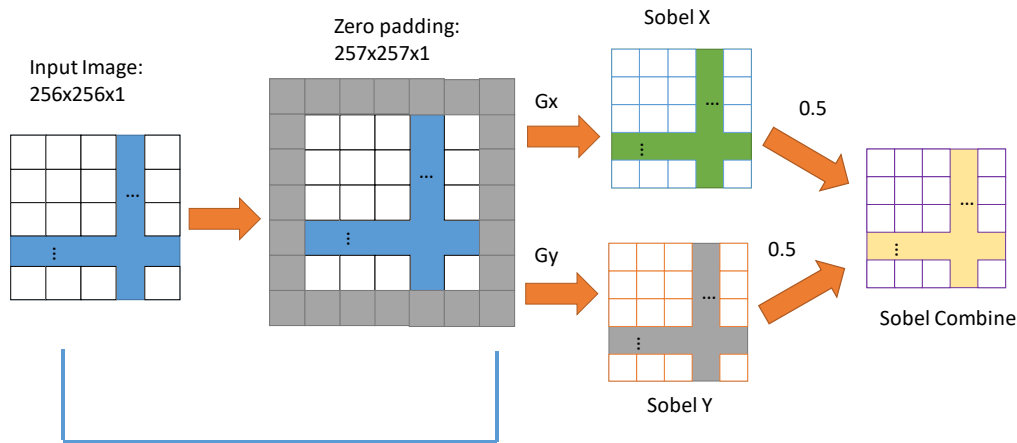 Input Image:
256x256x1
...
...
Zero padding:
257x257x1
...
...
Gx
Gy
Sobel X
...
...
0.5
...
...
Sobel Y
0.5
...
...
Sobel Combine